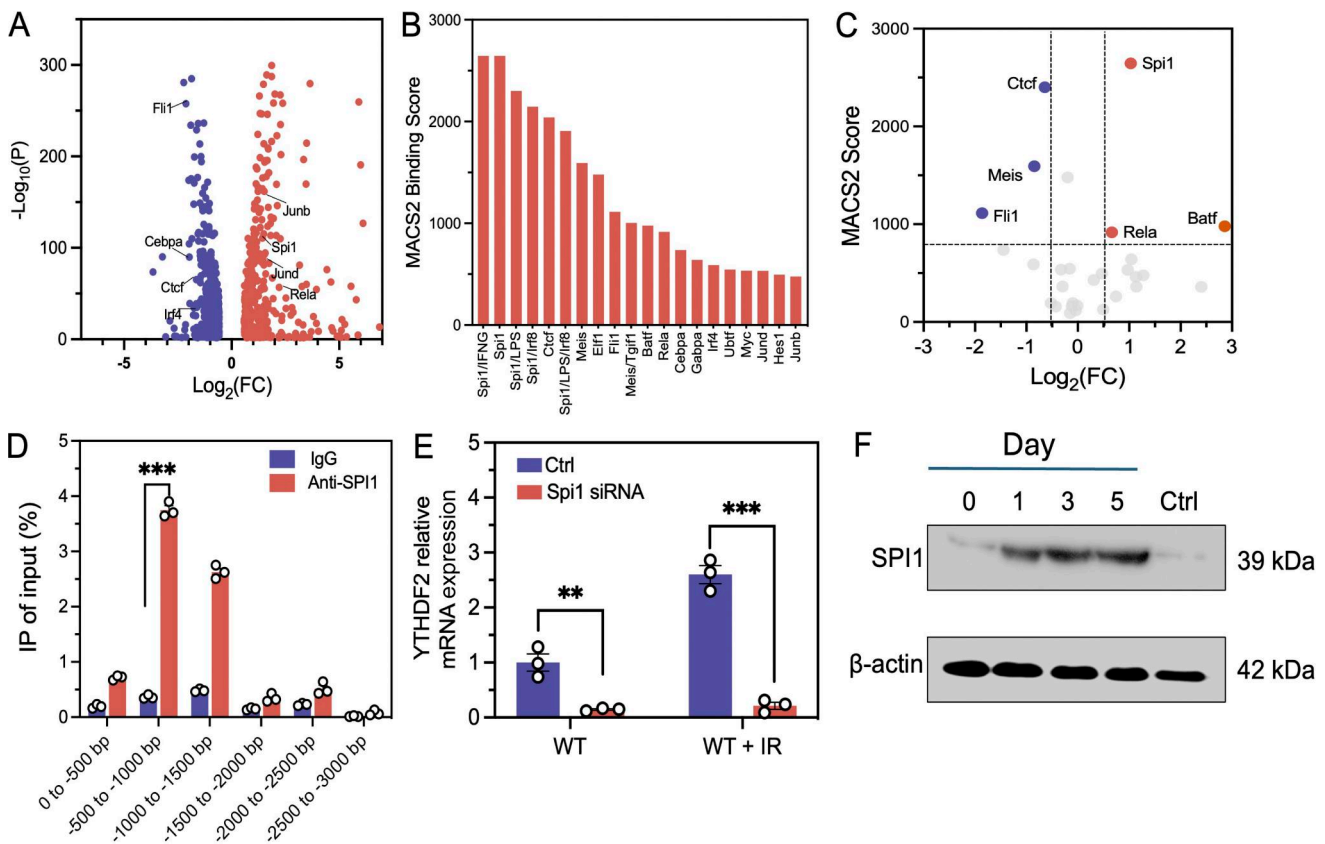 A
-Log10(P)
300
200
100
0
-5
0
5
Log2(FC)
Fli1
Cebpa
Ctcf
Irf4
Junb
Spi1
Jund
Rela
B
MACS2 Binding Score
3000
2500
2000
1500
1000
500
0
Spi1/IFNG
Spi1
Spi1/LPS
Spi1/Irf8
Ctcf
Spi1/LPS/Irf8
Meis
Elf1
Fli1
Meis/Tgif1
Batf
Rela
Cebpa
Gabpa
Irf4
Ubtf
Myc
Jund
Hes1
Junb
C
MACS2 Score
3000
2000
1000
0
-3
-2
-1
0
1
2
3
Log2(FC)
Ctcf
Meis
Fli1
Spi1
Rela
Batf
D
IP of input (%)
5
4
3
2
1
0
IgG
Anti-SPI1
***
0 to -500 bp
-500 to -1000 bp
-1000 to -1500 bp
-1500 to -2000 bp
-2000 to -2500 bp
-2500 to -3000 bp
E
YTHDF2 relative
mRNA expression
5
4
3
2
1
0
Ctrl
Spi1 siRNA
**
***
WT
WT + IR
F
Day
0 1 3 5 Ctrl
SPI1
39 kDa
β-actin
42 kDa